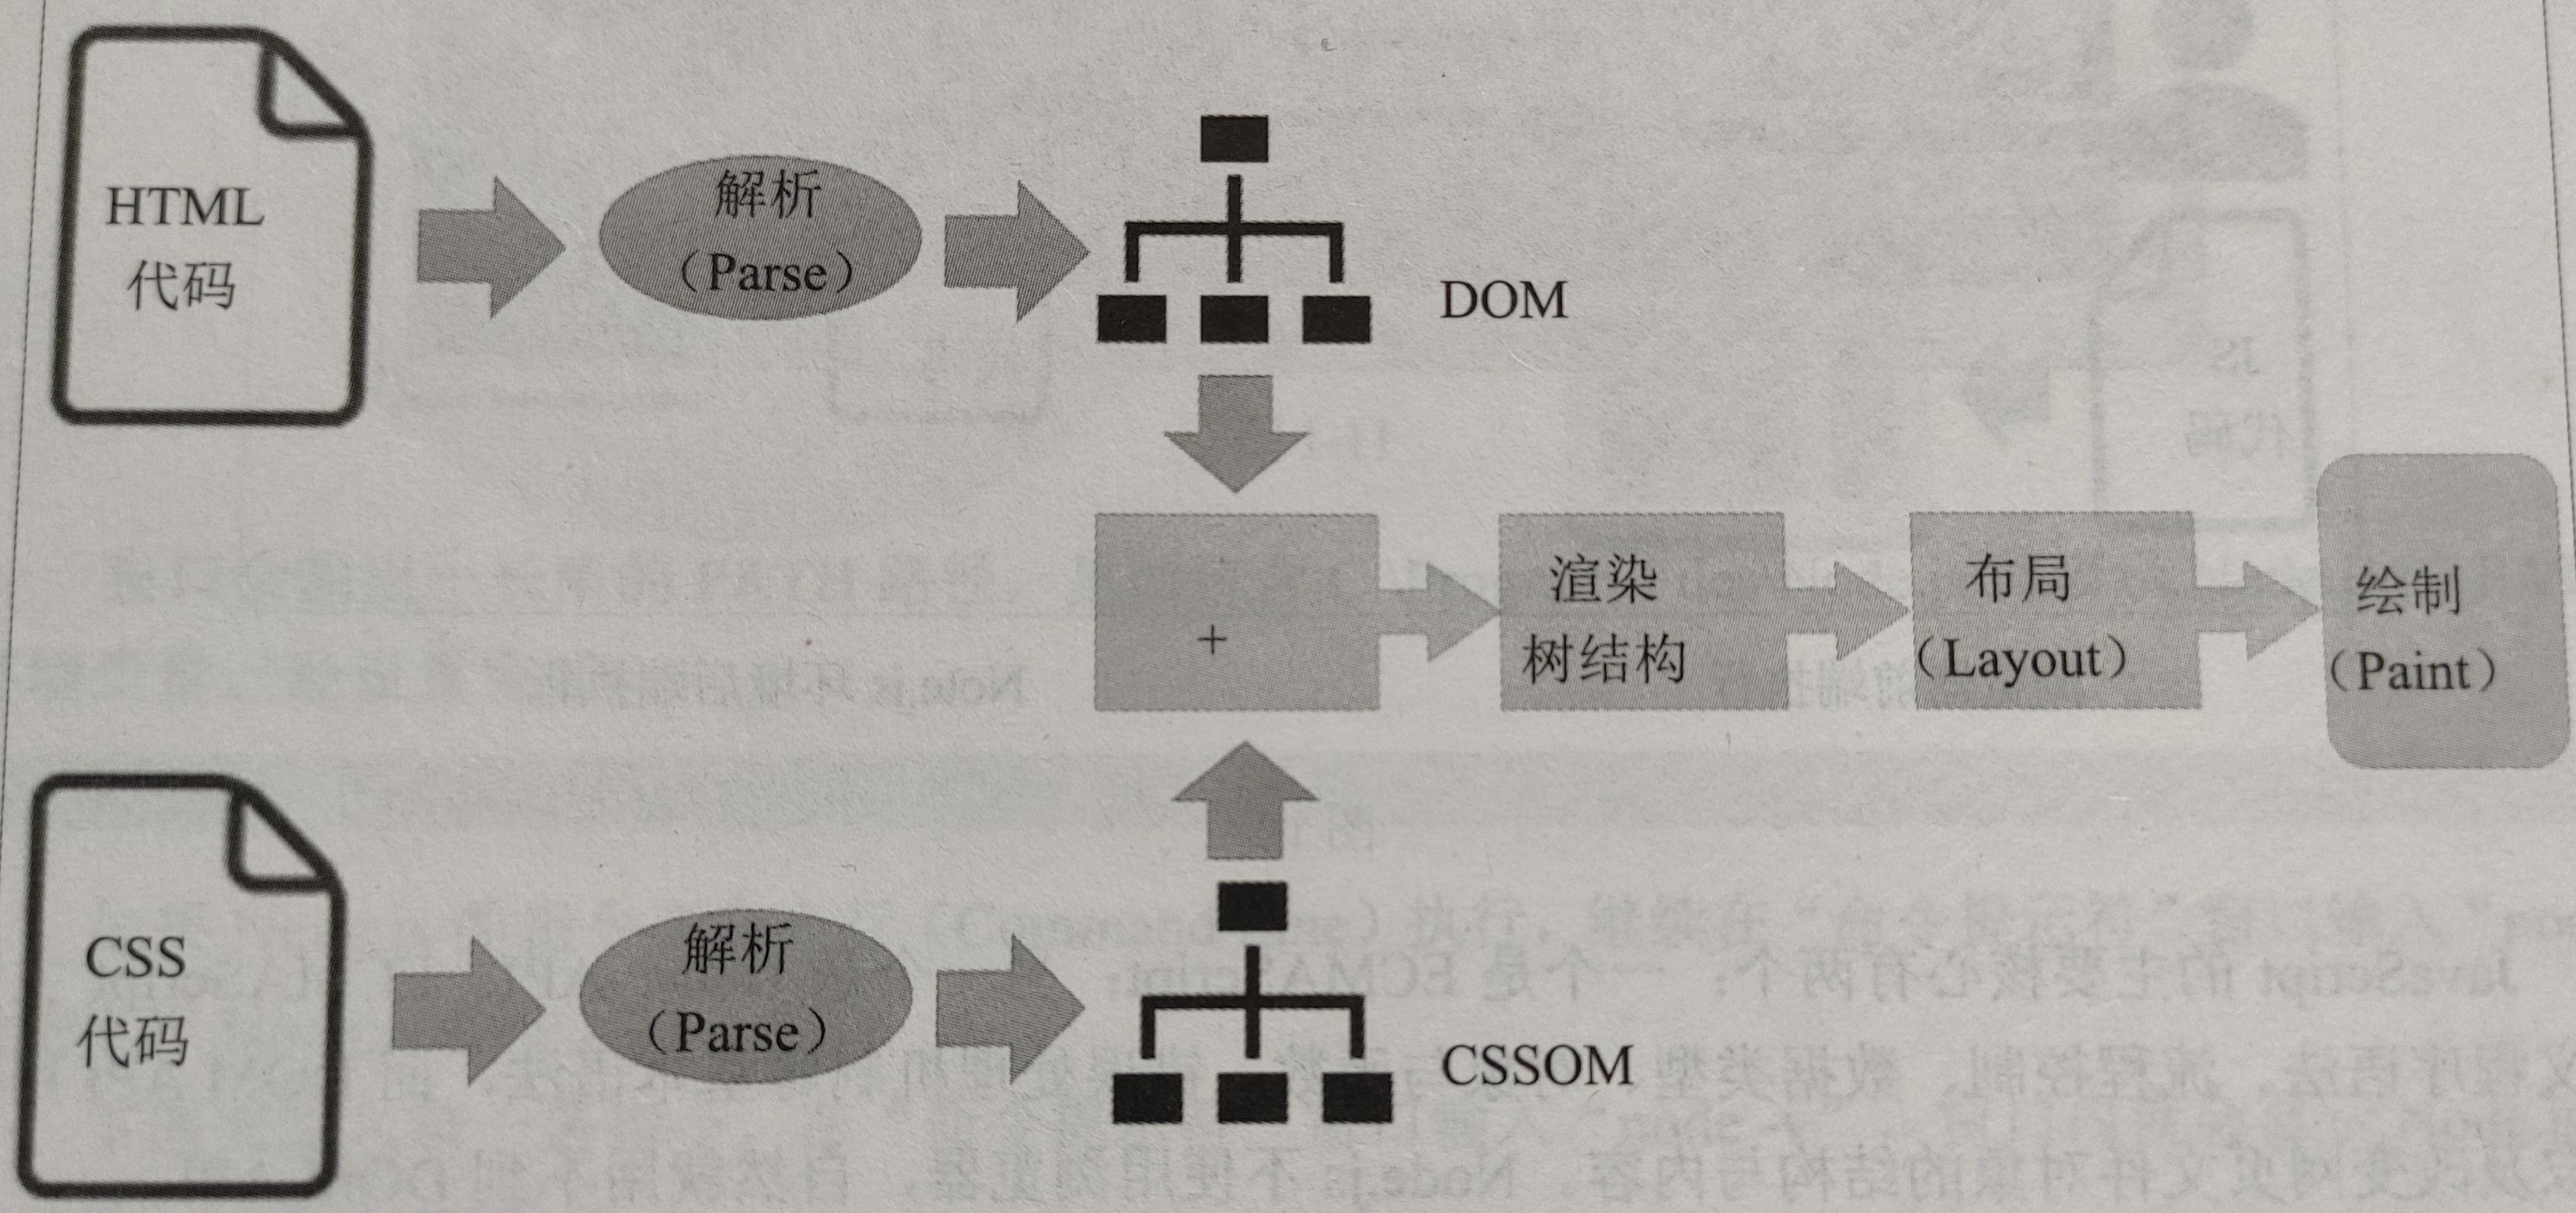 HTML
代码
解析
（Parse）
DOM
+
渲染
树结构
布局
（Layout）
绘制
（Paint）
CSS
代码
解析
（Parse）
CSSOM